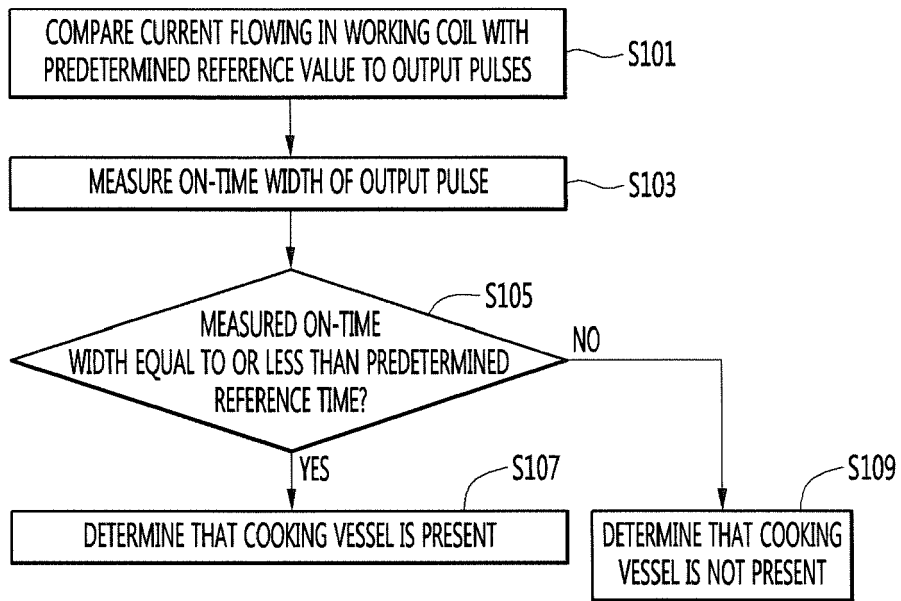 COMPARE CURRENT FLOWING IN WORKING COIL WITH
PREDETERMINED REFERENCE VALUE TO OUTPUT PULSES
S101
MEASURE ON-TIME WIDTH OF OUTPUT PULSE
S103
S105
MEASURED ON-TIME
WIDTH EQUAL TO OR LESS THAN PREDETERMINED
REFERENCE TIME?
NO
YES
S107
DETERMINE THAT COOKING VESSEL IS PRESENT
S109
DETERMINE THAT COOKING
VESSEL IS NOT PRESENT